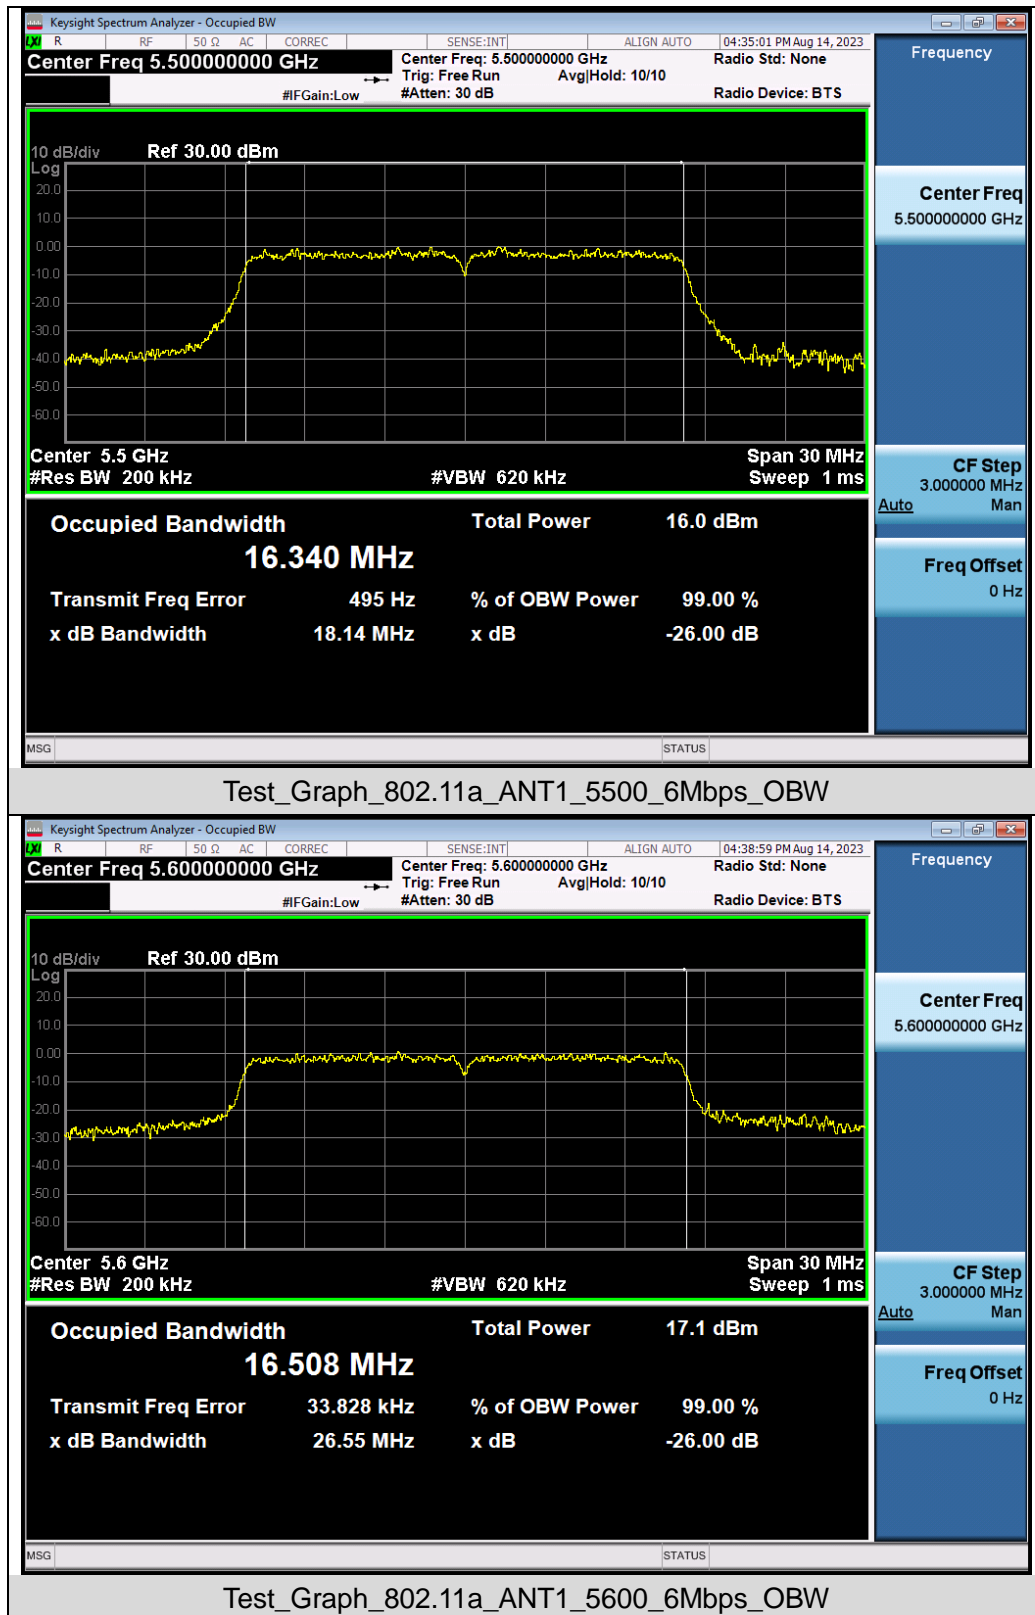 Keysight Spectrum Analyzer - Occupied BW
LXI R RF 50 Ω AC CORREC SENSE:INT ALIGN AUTO 04:35:01 PM Aug 14, 2023
Center Freq 5.500000000 GHz
Center Freq: 5.500000000 GHz Radio Std: None
Trig: Free Run Avg|Hold: 10/10
#IFGain:Low #Atten: 30 dB Radio Device: BTS
Frequency
10 dB/div Ref 30.00 dBm
Log
20.0
10.0
0.00
-10.0
-20.0
-30.0
-40.0
-50.0
-60.0
Center Freq
5.500000000 GHz
Center 5.5 GHz Span 30 MHz
#Res BW 200 kHz #VBW 620 kHz Sweep 1 ms
CF Step
3.000000 MHz
Auto Man
Freq Offset
0 Hz
Occupied Bandwidth Total Power 16.0 dBm
16.340 MHz
Transmit Freq Error 495 Hz % of OBW Power 99.00 %
x dB Bandwidth 18.14 MHz x dB -26.00 dB
MSG STATUS
Test_Graph_802.11a_ANT1_5500_6Mbps_OBW
Keysight Spectrum Analyzer - Occupied BW
LXI R RF 50 Ω AC CORREC SENSE:INT ALIGN AUTO 04:38:59 PM Aug 14, 2023
Center Freq 5.600000000 GHz
Center Freq: 5.600000000 GHz Radio Std: None
Trig: Free Run Avg|Hold: 10/10
#IFGain:Low #Atten: 30 dB Radio Device: BTS
Frequency
10 dB/div Ref 30.00 dBm
Log
20.0
10.0
0.00
-10.0
-20.0
-30.0
-40.0
-50.0
-60.0
Center Freq
5.600000000 GHz
Center 5.6 GHz Span 30 MHz
#Res BW 200 kHz #VBW 620 kHz Sweep 1 ms
CF Step
3.000000 MHz
Auto Man
Freq Offset
0 Hz
Occupied Bandwidth Total Power 17.1 dBm
16.508 MHz
Transmit Freq Error 33.828 kHz % of OBW Power 99.00 %
x dB Bandwidth 26.55 MHz x dB -26.00 dB
MSG STATUS
Test_Graph_802.11a_ANT1_5600_6Mbps_OBW